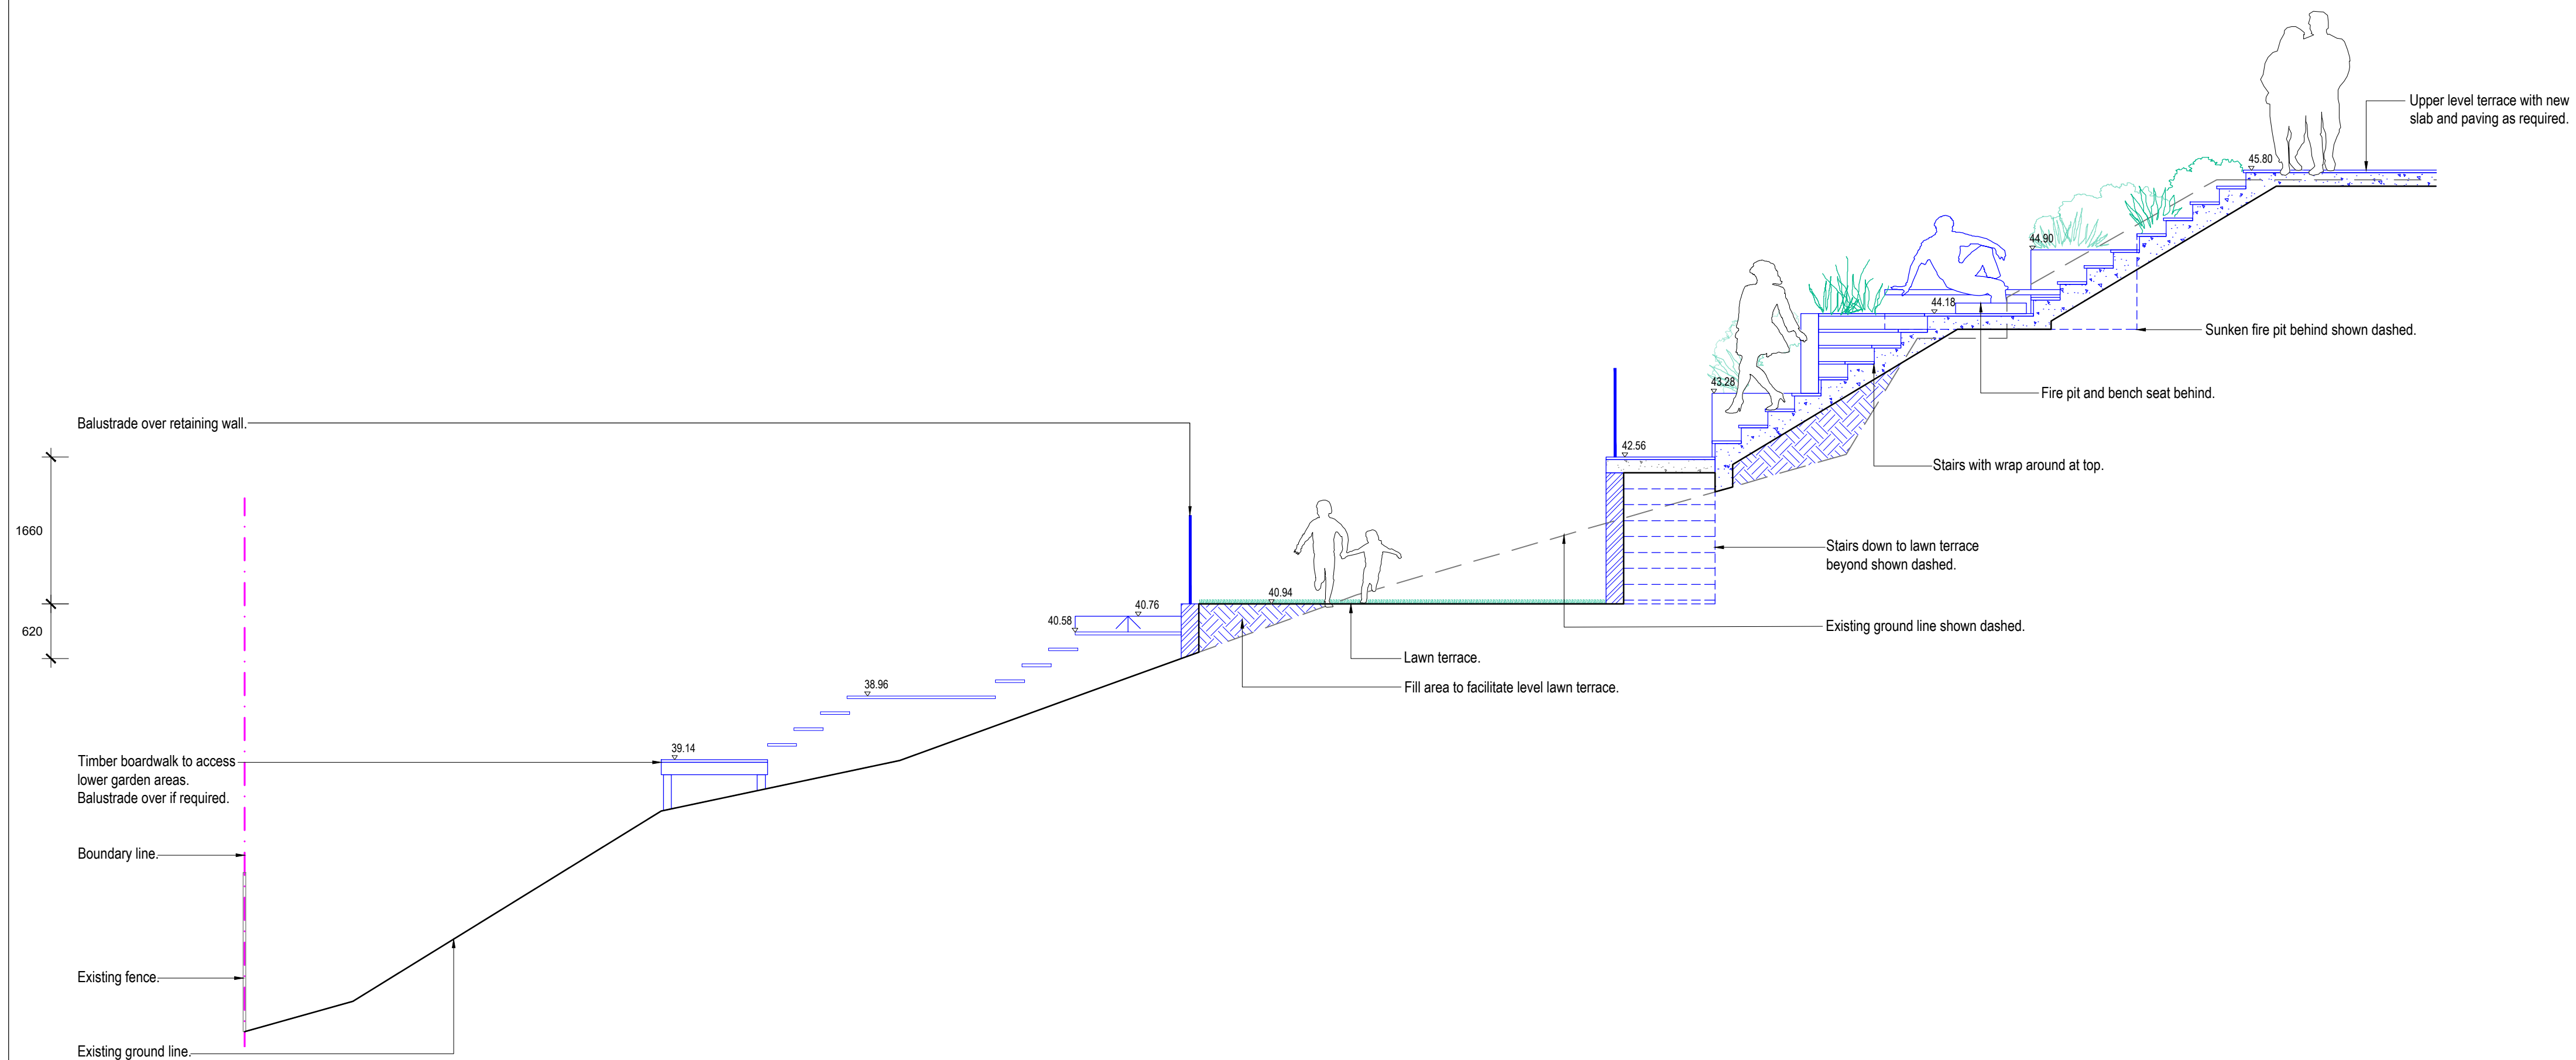 Upper level terrace with new
slab and paving as required.
45.80
44.90
44.18
Sunken fire pit behind shown dashed.
43.28
Fire pit and bench seat behind.
Balustrade over retaining wall.
42.56
Stairs with wrap around at top.
1660
Stairs down to lawn terrace
beyond shown dashed.
40.94
40.76
40.58
620
Existing ground line shown dashed.
Lawn terrace.
Fill area to facilitate level lawn terrace.
38.96
39.14
Timber boardwalk to access
lower garden areas.
Balustrade over if required.
Boundary line.
Existing fence.
Existing ground line.